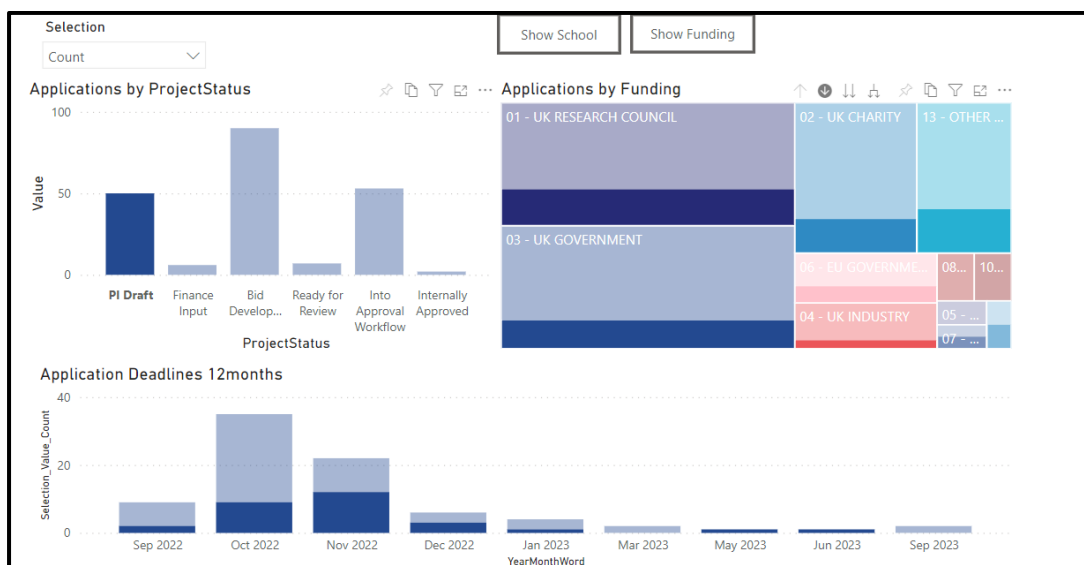 Selection
Count
Show School
Show Funding
Applications by ProjectStatus
100
50
0
Value
PI Draft
Finance
Input
Bid
Develop...
Ready for
Review
Into
Approval
Workflow
Internally
Approved
ProjectStatus
Applications by Funding
01 - UK RESEARCH COUNCIL
02 - UK CHARITY
13 - OTHER ...
03 - UK GOVERNMENT
06 - EU GOVERNME...
08...
10...
04 - UK INDUSTRY
05 - ...
07 - ...
Application Deadlines 12months
40
20
0
Selection_Value_Count
Sep 2022
Oct 2022
Nov 2022
Dec 2022
Jan 2023
Mar 2023
May 2023
Jun 2023
Sep 2023
YearMonthWord